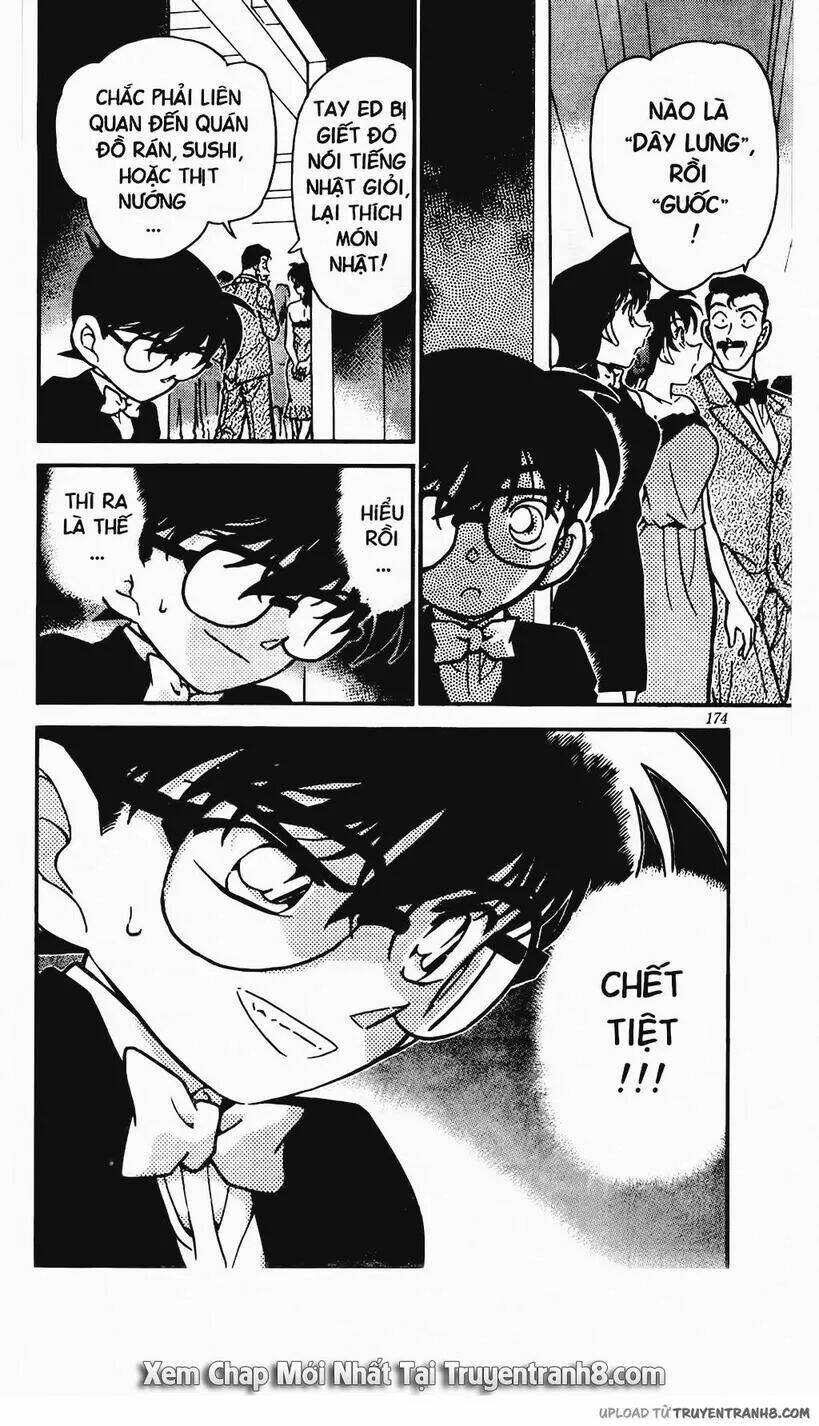 NÀO LÀ
"DÂY LƯNG",
RỒI
"GUỐC"
!
TAY ED BỊ
GIẾT ĐÓ
NÓI TIẾNG
NHẬT GIỎI,
LẠI THÍCH
MÓN
NHẬT!
CHẮC PHẢI LIÊN
QUAN ĐẾN QUÁN
ĐỒ RÁN, SUSHI,
HOẶC THỊT
NƯỚNG
...
HIỂU
RỒI
...
THÌ RA
LÀ THẾ
...
174
CHẾT
TIỆT
!!!
Xem Chap Mới Nhất Tại Truyentranh8.com
UPLOAD TỪ TRUYENTRANH8.COM